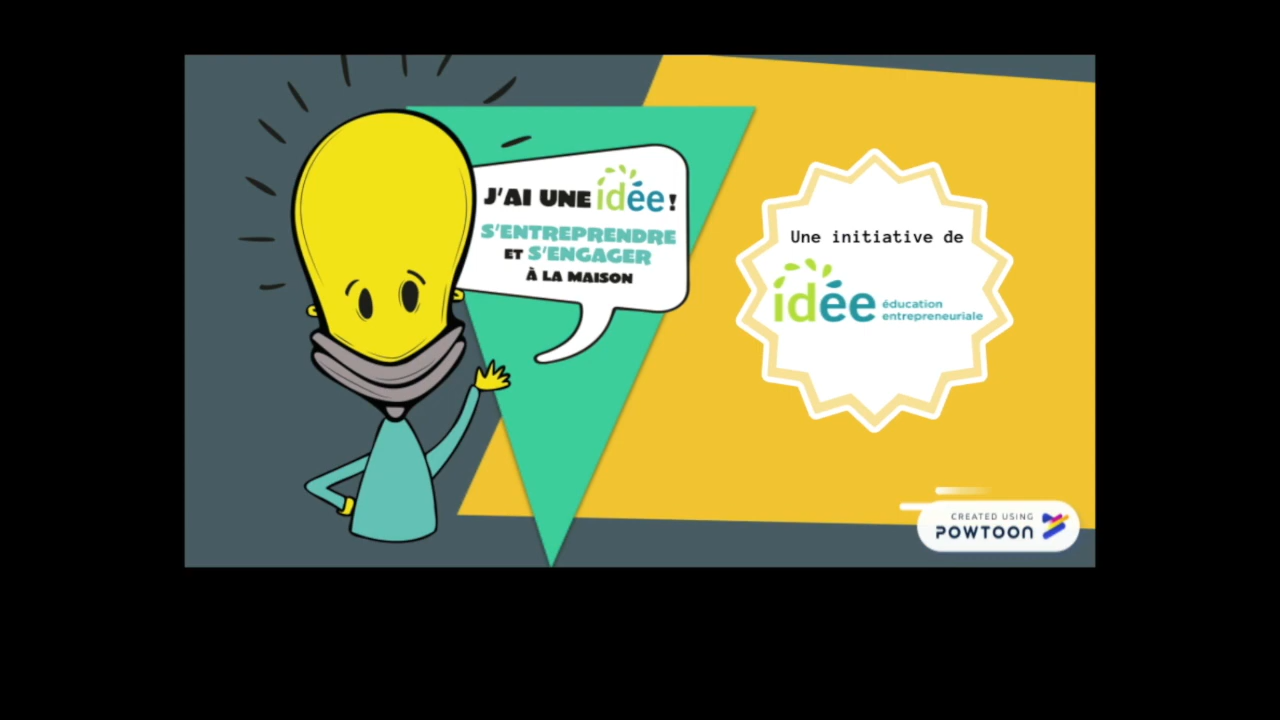 J'AI UNE idée !
S'ENTREPRENDRE
ET S'ENGAGER
À LA MAISON
Une initiative de
idée éducation
entrepreneuriale
CREATED USING
POWTOON